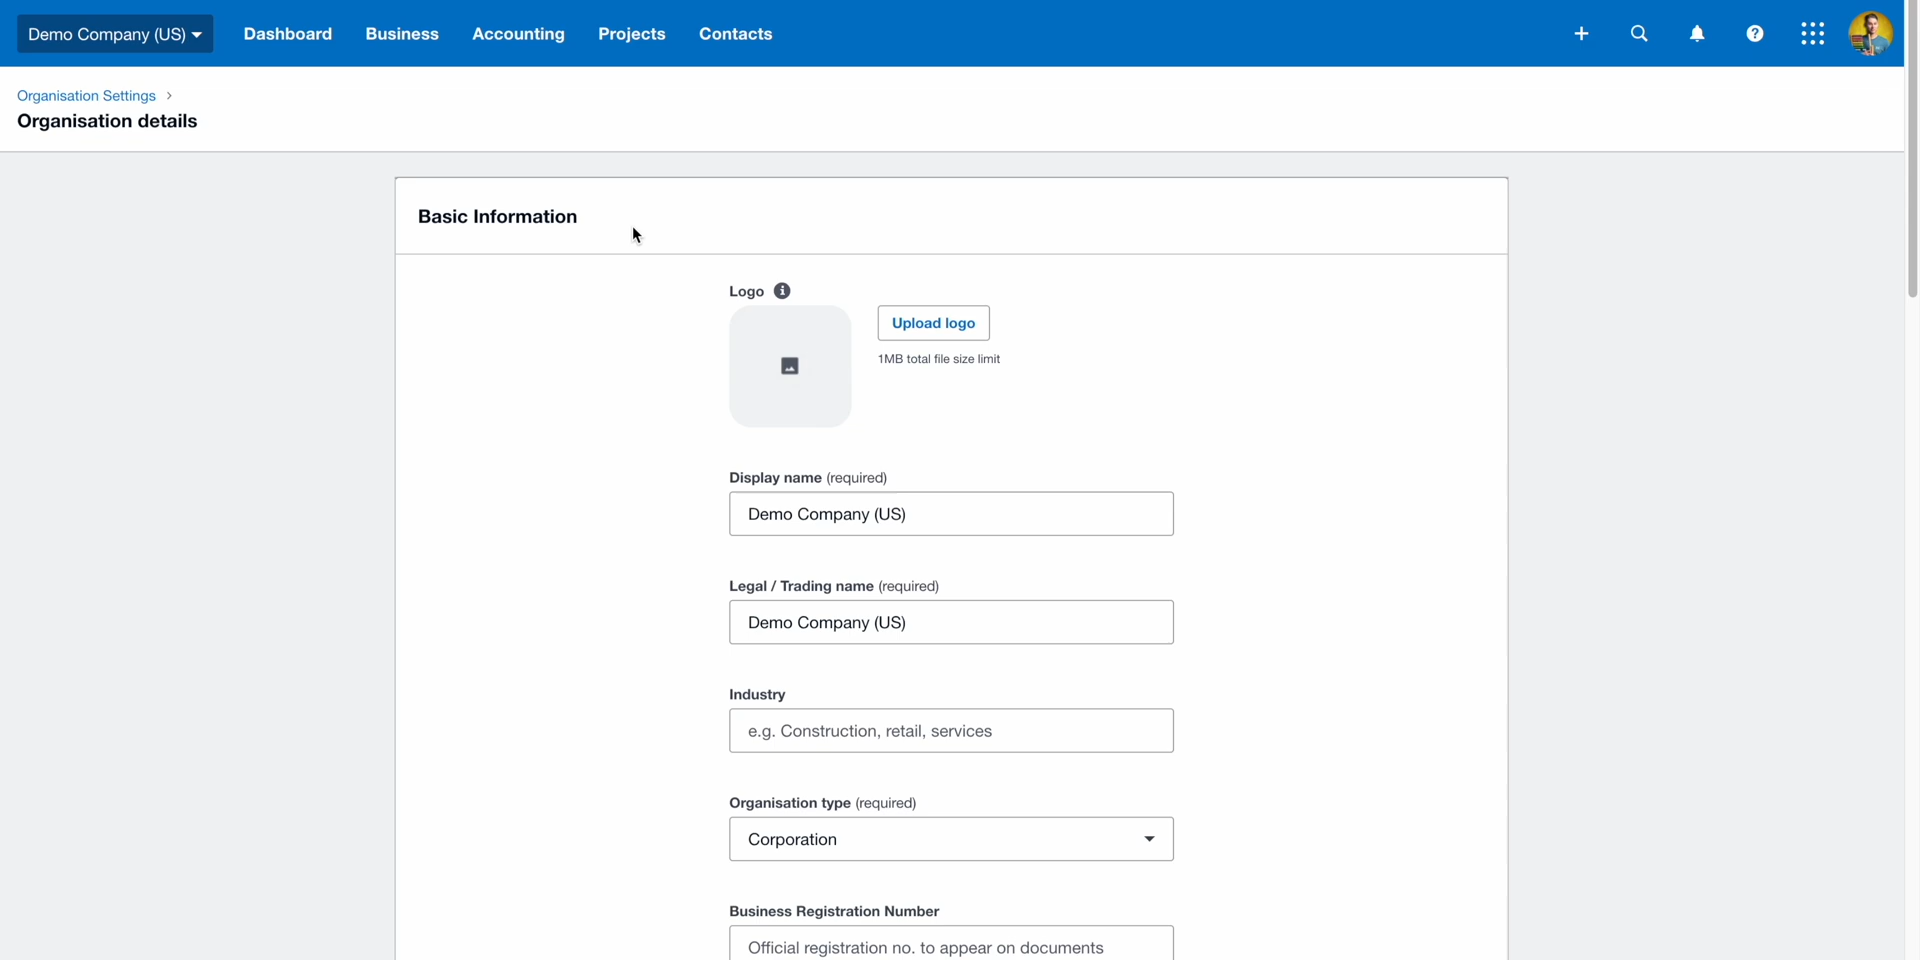 Demo Company (US) Dashboard Business Accounting Projects Contacts
Organisation Settings
Organisation details
Basic Information
Logo
Upload logo
1MB total file size limit
Display name (required)
Demo Company (US)
Legal / Trading name (required)
Demo Company (US)
Industry
e.g. Construction, retail, services
Organisation type (required)
Corporation
Business Registration Number
Official registration no. to appear on documents